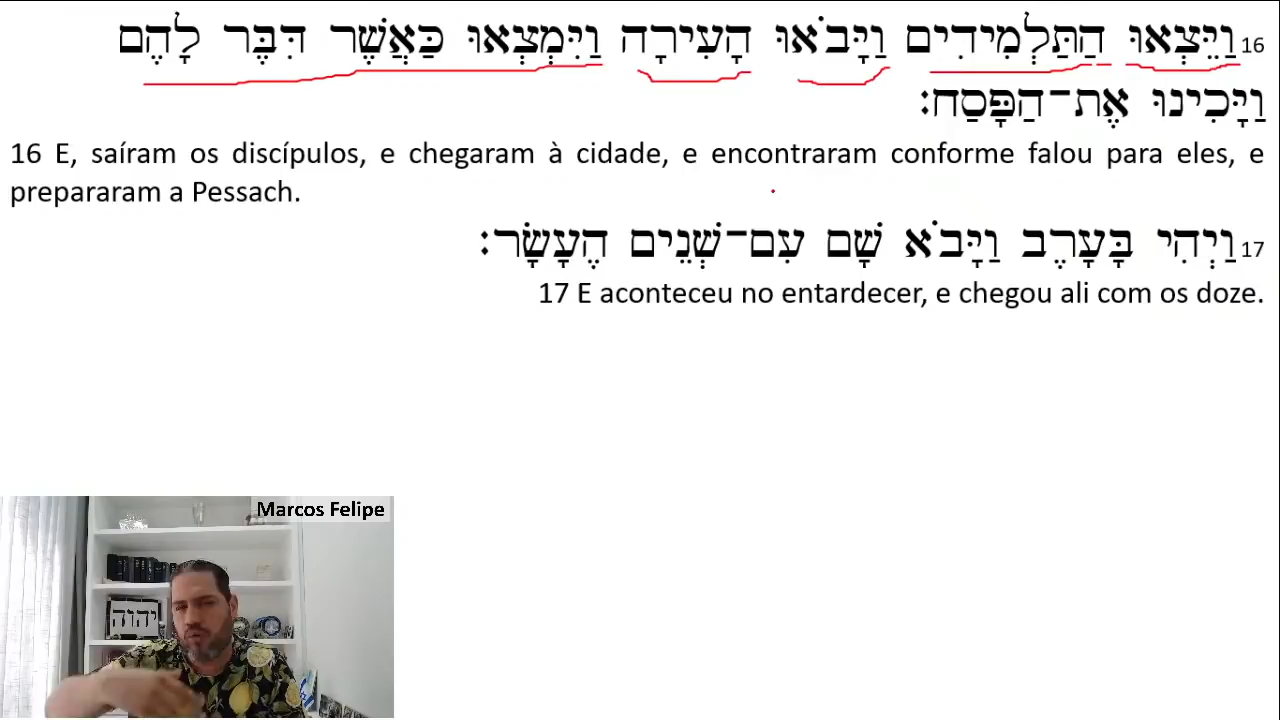 16 וַיֵּצְאוּ הַתַּלְמִידִים וַיָּבֹאוּ הָעִירָה וַיִּמְצְאוּ כַּאֲשֶׁר דִּבֶּר לָהֶם
וַיָּכִינוּ אֶת־הַפָּסַח׃
16 E, saíram os discípulos, e chegaram à cidade, e encontraram conforme falou para eles, e
prepararam a Pessach.
17 וַיְהִי בָּעָרֶב וַיָּבֹא שָׁם עִם־שְׁנֵים הֶעָשָׂר׃
17 E aconteceu no entardecer, e chegou ali com os doze.
Marcos Felipe
יהוה